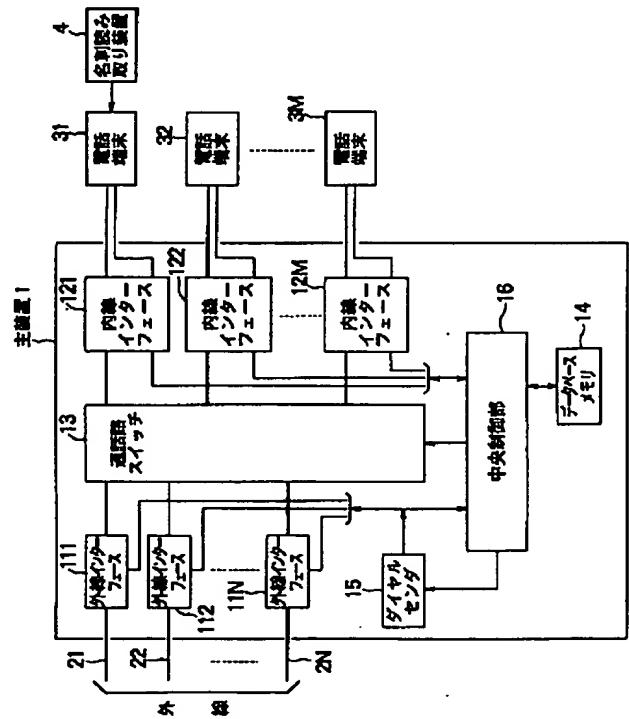 主装置1
外線
21
22
2N
111
外線インター
フェース
112
外線インター
フェース
11N
外線インター
フェース
13
通話路
スイッチ
121
内線
インター
フェース
122
内線
インター
フェース
12M
内線
インター
フェース
31
電話
端末
32
電話
端末
3M
電話
端末
4
名刺読み
取り装置
15
ダイヤル
センダ
16
中央制御部
14
データベース
メモリ